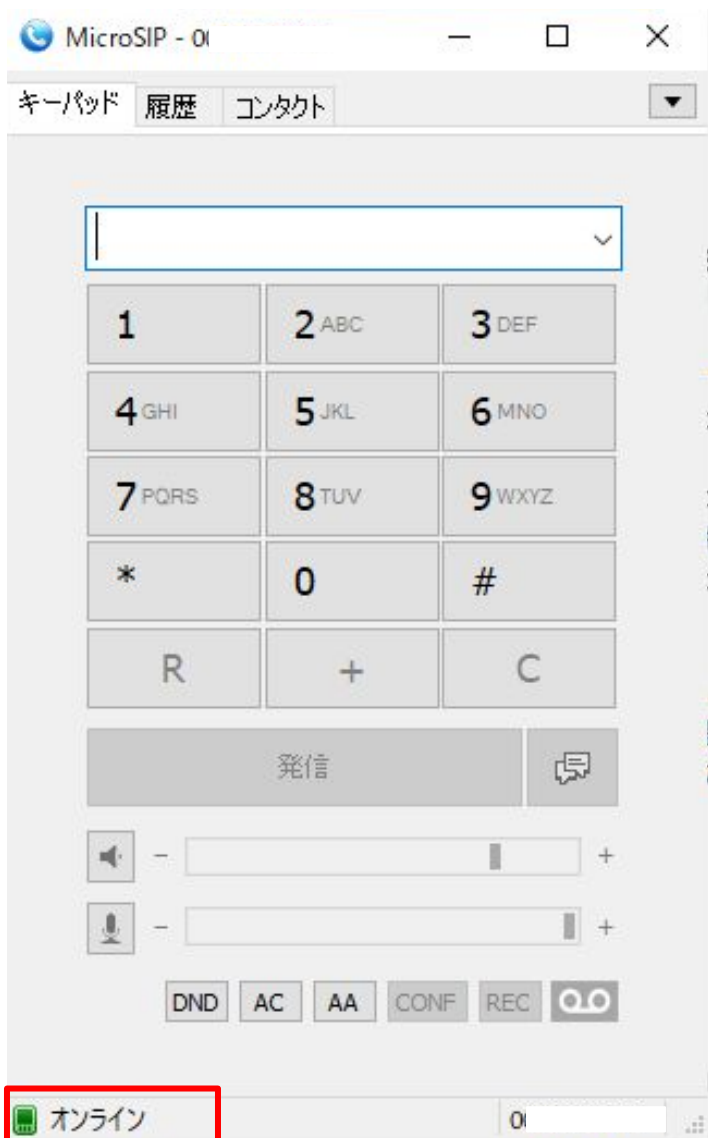 MicroSIP - 0
キーパッド 履歴 コンタクト
1 2 ABC 3 DEF
4 GHI 5 JKL 6 MNO
7 PQRS 8 TUV 9 WXYZ
* 0 #
R + C
発信
- +
- +
DND AC AA CONF REC
オンライン 0